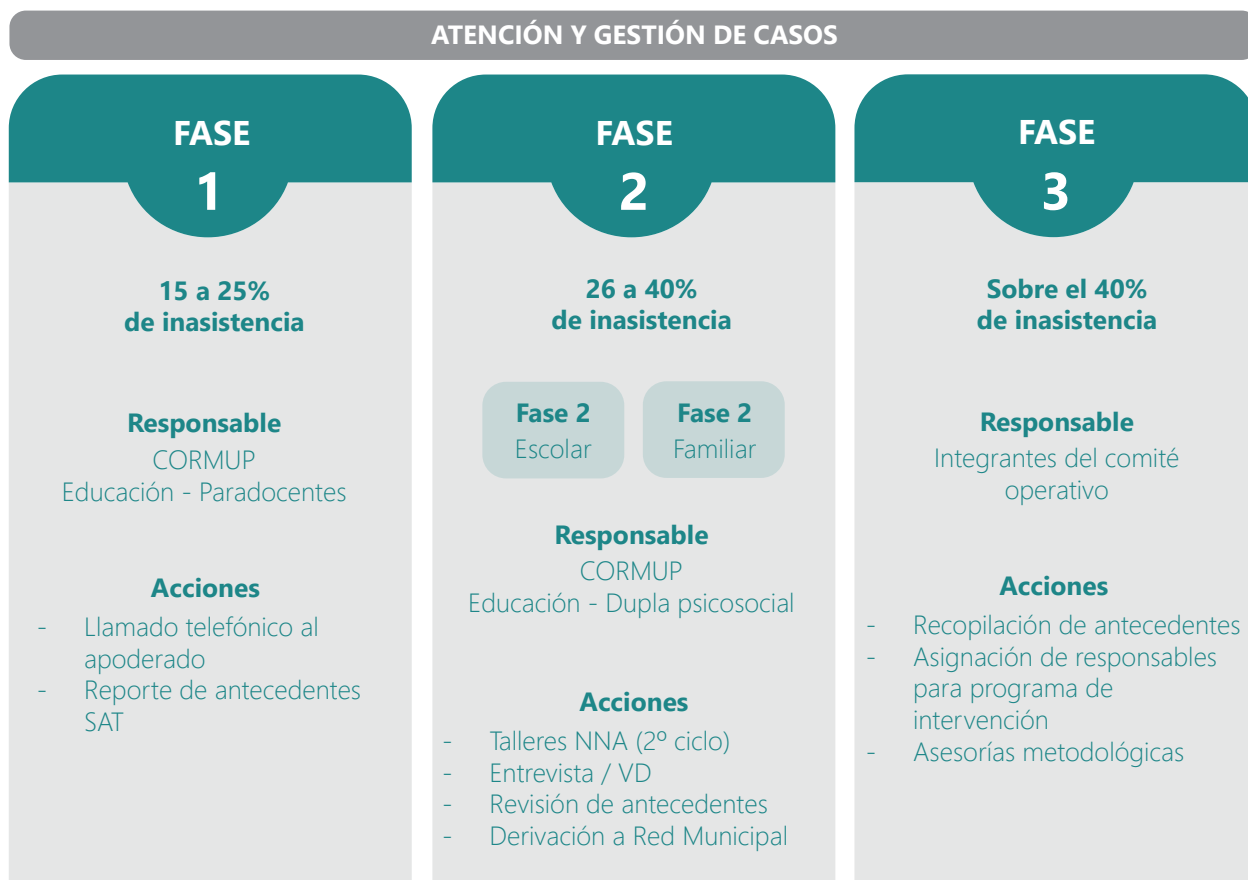 ATENCIÓN Y GESTIÓN DE CASOS
FASE
1
15 a 25%
de inasistencia
Responsable
CORMUP
Educación - Paradocentes
Acciones
- Llamado telefónico al
apoderado
- Reporte de antecedentes
SAT
FASE
2
26 a 40%
de inasistencia
Fase 2
Escolar
Fase 2
Familiar
Responsable
CORMUP
Educación - Dupla psicosocial
Acciones
- Talleres NNA (2º ciclo)
- Entrevista / VD
- Revisión de antecedentes
- Derivación a Red Municipal
FASE
3
Sobre el 40%
de inasistencia
Responsable
Integrantes del comité
operativo
Acciones
- Recopilación de antecedentes
- Asignación de responsables
para programa de
intervención
- Asesorías metodológicas